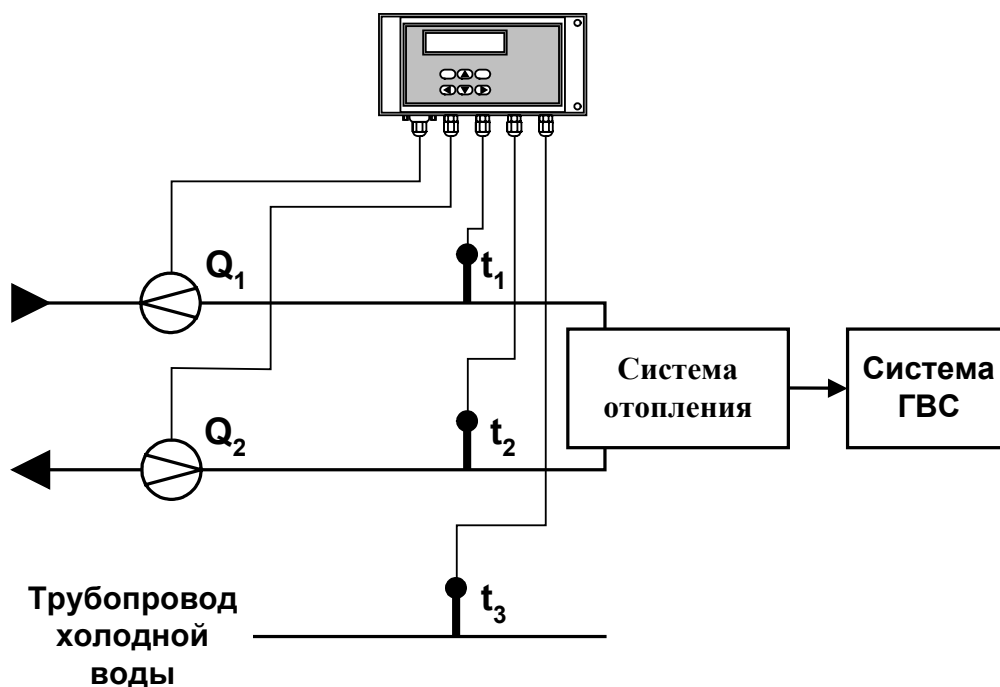 Q₁
t₁
Система
отопления
Система
ГВС
Q₂
t₂
t₃
Трубопровод
холодной
воды